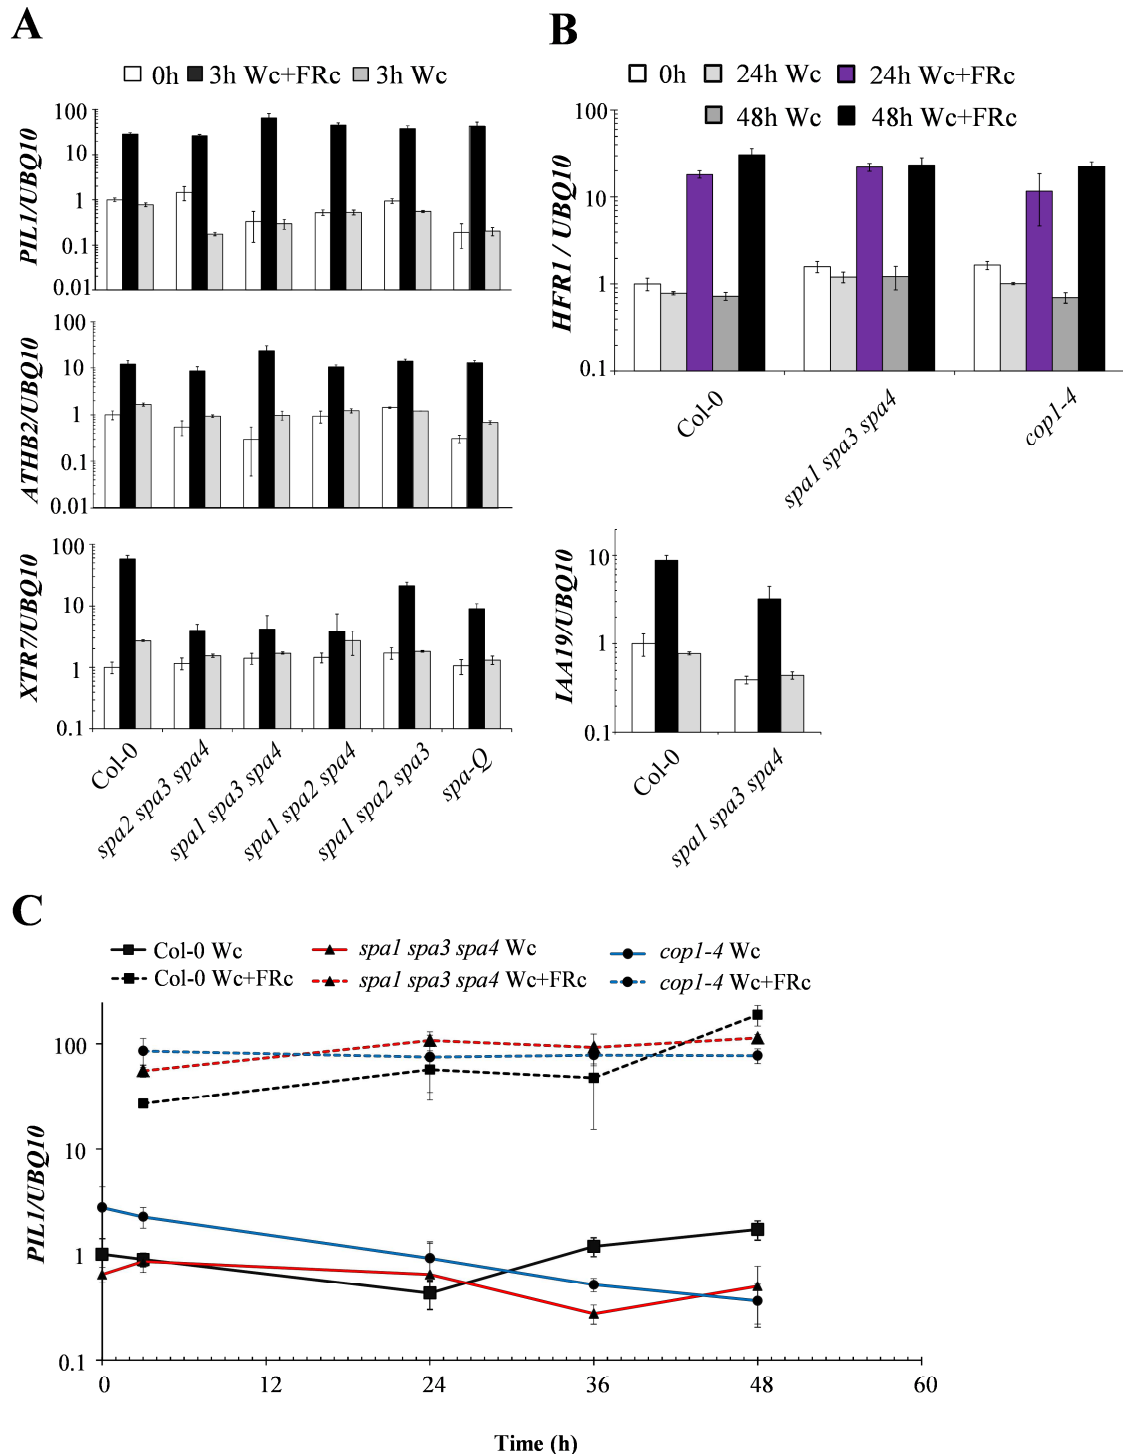 A
0h 3h Wc+FRc 3h Wc
PIL1/UBQ10
100
10
1
0.1
0.01
ATHB2/UBQ10
100
10
1
0.1
0.01
XTR7/UBQ10
100
10
1
0.1
Col-0
spa2 spa3 spa4
spa1 spa3 spa4
spa1 spa2 spa4
spa1 spa2 spa3
spa-Q
B
0h 24h Wc 24h Wc+FRc
48h Wc 48h Wc+FRc
HFR1 / UBQ10
100
10
1
0.1
Col-0
spa1 spa3 spa4
cop1-4
IAA19/UBQ10
10
1
0.1
Col-0
spa1 spa3 spa4
C
Col-0 Wc spa1 spa3 spa4 Wc cop1-4 Wc
Col-0 Wc+FRc spa1 spa3 spa4 Wc+FRc cop1-4 Wc+FRc
PIL1/UBQ10
100
10
1
0.1
0 12 24 36 48 60
Time (h)